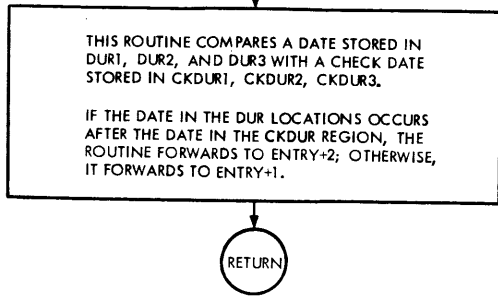 THIS ROUTINE COMPARES A DATE STORED IN
DUR1, DUR2, AND DUR3 WITH A CHECK DATE
STORED IN CKDUR1, CKDUR2, CKDUR3.
IF THE DATE IN THE DUR LOCATIONS OCCURS
AFTER THE DATE IN THE CKDUR REGION, THE
ROUTINE FORWARDS TO ENTRY+2; OTHERWISE,
IT FORWARDS TO ENTRY+1.
RETURN